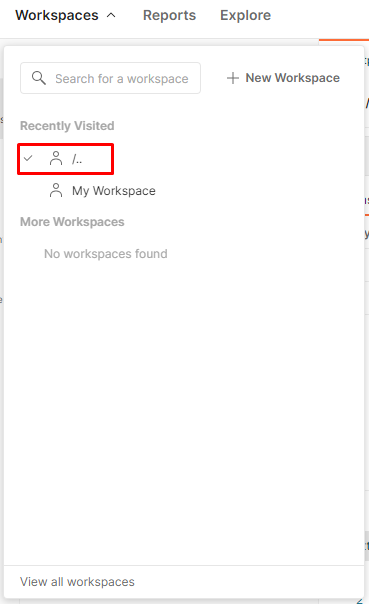 Workspaces Reports Explore
Search for a workspace + New Workspace
Recently Visited
/..
My Workspace
More Workspaces
No workspaces found
View all workspaces